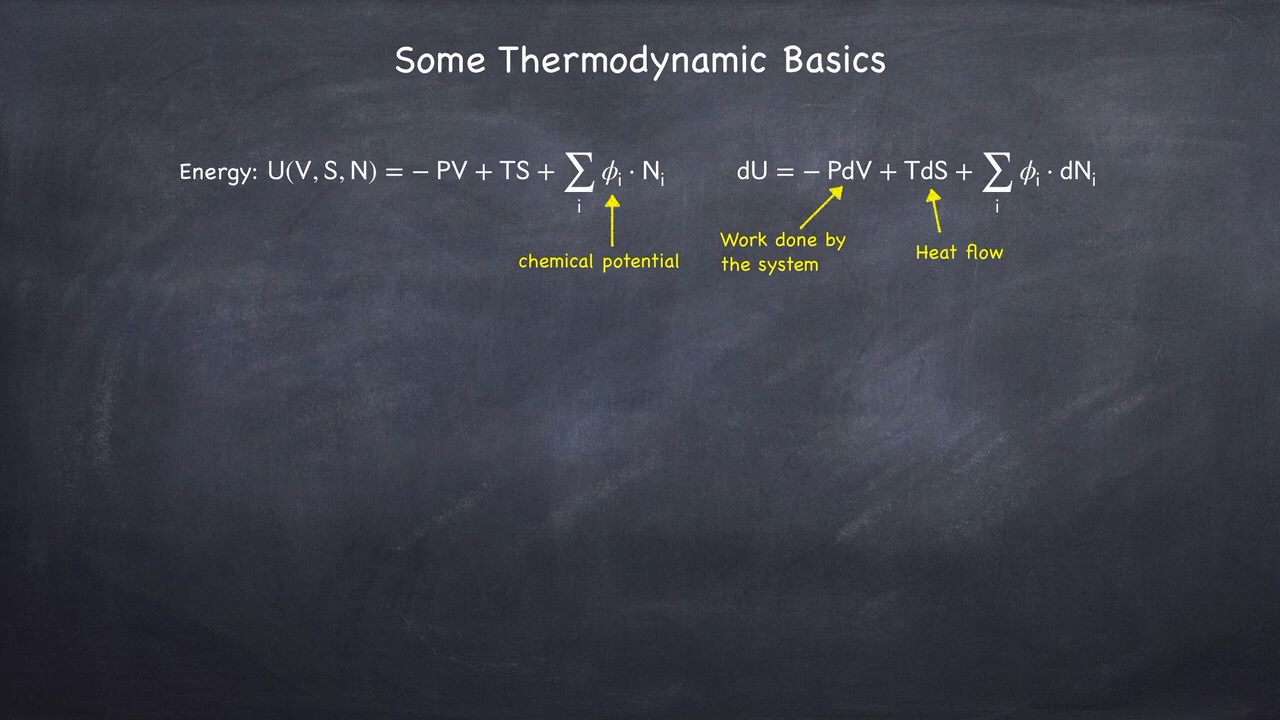 Some Thermodynamic Basics
Energy: U(V, S, N) = − PV + TS + ∑ ϕᵢ · Nᵢ
i
dU = − PdV + TdS + ∑ ϕᵢ · dNᵢ
i
chemical potential
Work done by
the system
Heat flow